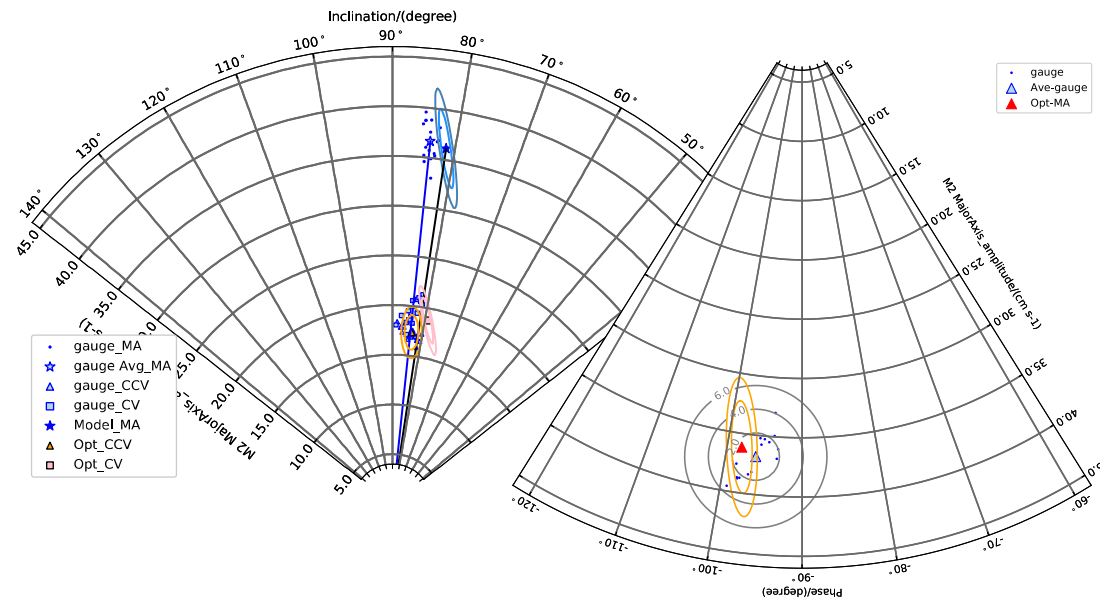 Inclination/(degree)
140°
130°
120°
110°
100°
90°
80°
70°
60°
50°
45.0
40.0
35.0
25.0
20.0
15.0
10.0
5.0
M2 MajorAxis_
s-1)
gauge_MA
gauge Avg_MA
gauge_CCV
gauge_CV
Model_MA
Opt_CCV
Opt_CV
gauge
Ave-gauge
Opt-MA
5.0
10.0
15.0
20.0
25.0
30.0
35.0
40.0
M2 MajorAxis_amplitude/(cm s-1)
6.0
-120°
-110°
-100°
-90°
-80°
-70°
-60°
Phase/(degree)